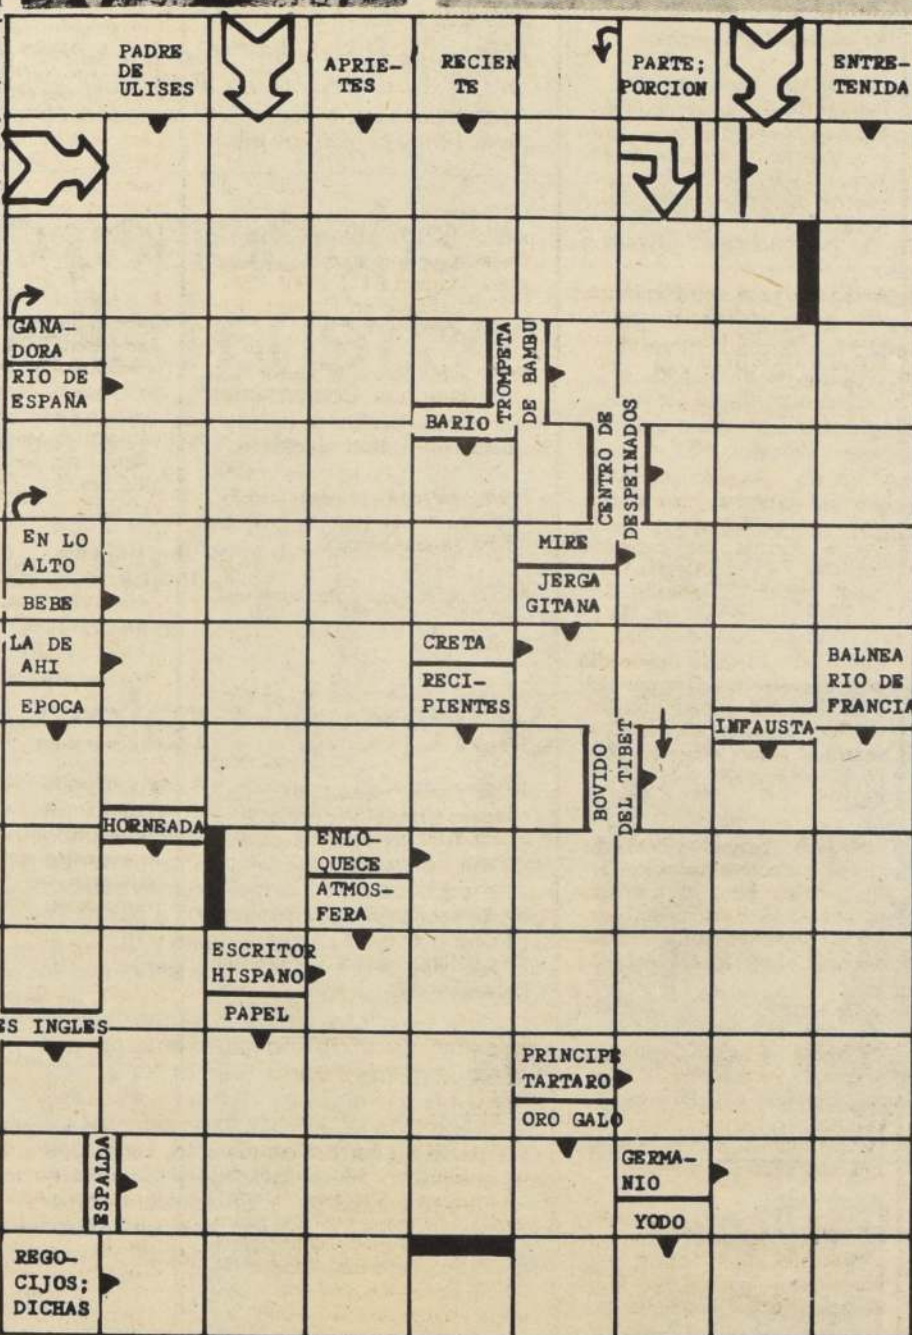 PADRE
DE
ULISES
APRIE-
TES
RECIEN
TE
PARTE;
PORCION
ENTRE-
TENIDA
GANA-
DORA
RIO DE
ESPAÑA
TROMPETA
DE BAMBU
BARIO
CENTRO DE
DESPEINADOS
EN LO
ALTO
BEBE
MIRE
JERGA
GITANA
LA DE
AHI
EPOCA
CRETA
RECI-
PIENTES
BALNEA
RIO DE
FRANCIA
INFAUSTA
BOVIDO
DEL TIBET
HORNEADA
ENLO-
QUECE
ATMOS-
FERA
ESCRITOR
HISPANO
PAPEL
ES INGLES
PRINCIPE
TARTARO
ORO GALO
ESPALDA
GERMA-
NIO
YODO
REGO-
CIJOS;
DICHAS